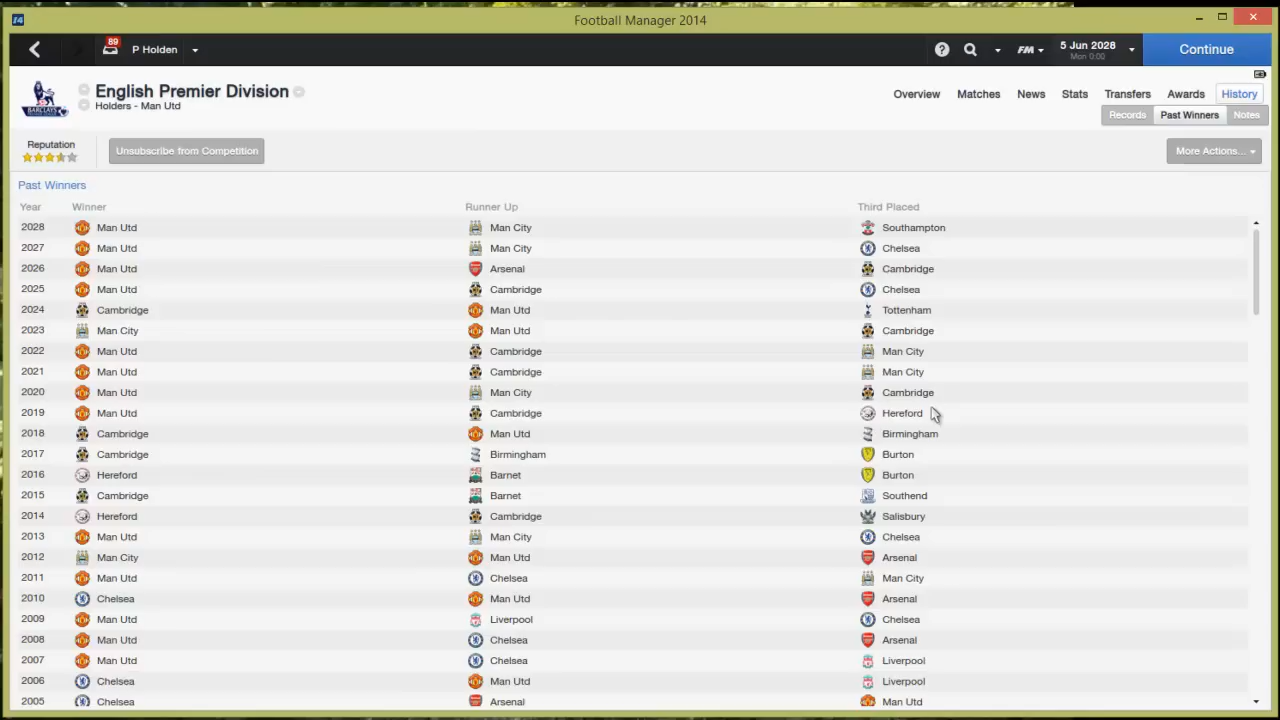 14 Football Manager 2014
89 P Holden FM 5 Jun 2028 Continue
Mon 0:00
English Premier Division
Holders - Man Utd
Overview Matches News Stats Transfers Awards History
Records Past Winners Notes
Reputation Unsubscribe from Competition More Actions...
Past Winners
Year Winner Runner Up Third Placed
2028 Man Utd Man City Southampton
2027 Man Utd Man City Chelsea
2026 Man Utd Arsenal Cambridge
2025 Man Utd Cambridge Chelsea
2024 Cambridge Man Utd Tottenham
2023 Man City Man Utd Cambridge
2022 Man Utd Cambridge Man City
2021 Man Utd Cambridge Man City
2020 Man Utd Man City Cambridge
2019 Man Utd Cambridge Hereford
2018 Cambridge Man Utd Birmingham
2017 Cambridge Birmingham Burton
2016 Hereford Barnet Burton
2015 Cambridge Barnet Southend
2014 Hereford Cambridge Salisbury
2013 Man Utd Man City Chelsea
2012 Man City Man Utd Arsenal
2011 Man Utd Chelsea Man City
2010 Chelsea Man Utd Arsenal
2009 Man Utd Liverpool Chelsea
2008 Man Utd Chelsea Arsenal
2007 Man Utd Chelsea Liverpool
2006 Chelsea Man Utd Liverpool
2005 Chelsea Arsenal Man Utd